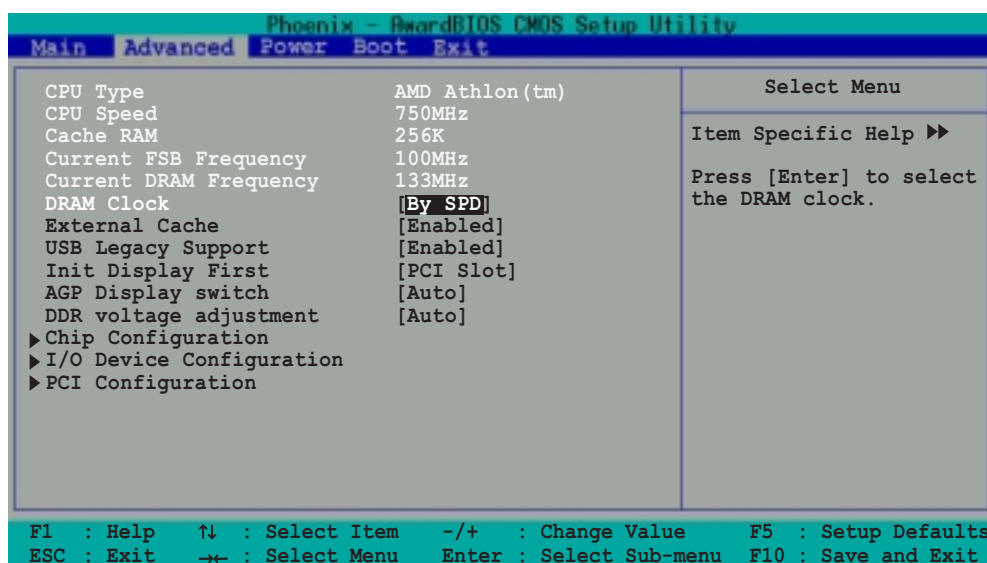 Phoenix - AwardBIOS CMOS Setup Utility
Main Advanced Power Boot Exit
CPU Type AMD Athlon(tm)
CPU Speed 750MHz
Cache RAM 256K
Current FSB Frequency 100MHz
Current DRAM Frequency 133MHz
DRAM Clock [By SPD]
External Cache [Enabled]
USB Legacy Support [Enabled]
Init Display First [PCI Slot]
AGP Display switch [Auto]
DDR voltage adjustment [Auto]
Chip Configuration
I/O Device Configuration
PCI Configuration
Select Menu
Item Specific Help
Press [Enter] to select
the DRAM clock.
F1 : Help ↑↓ : Select Item -/+ : Change Value F5 : Setup Defaults
ESC : Exit →← : Select Menu Enter : Select Sub-menu F10 : Save and Exit